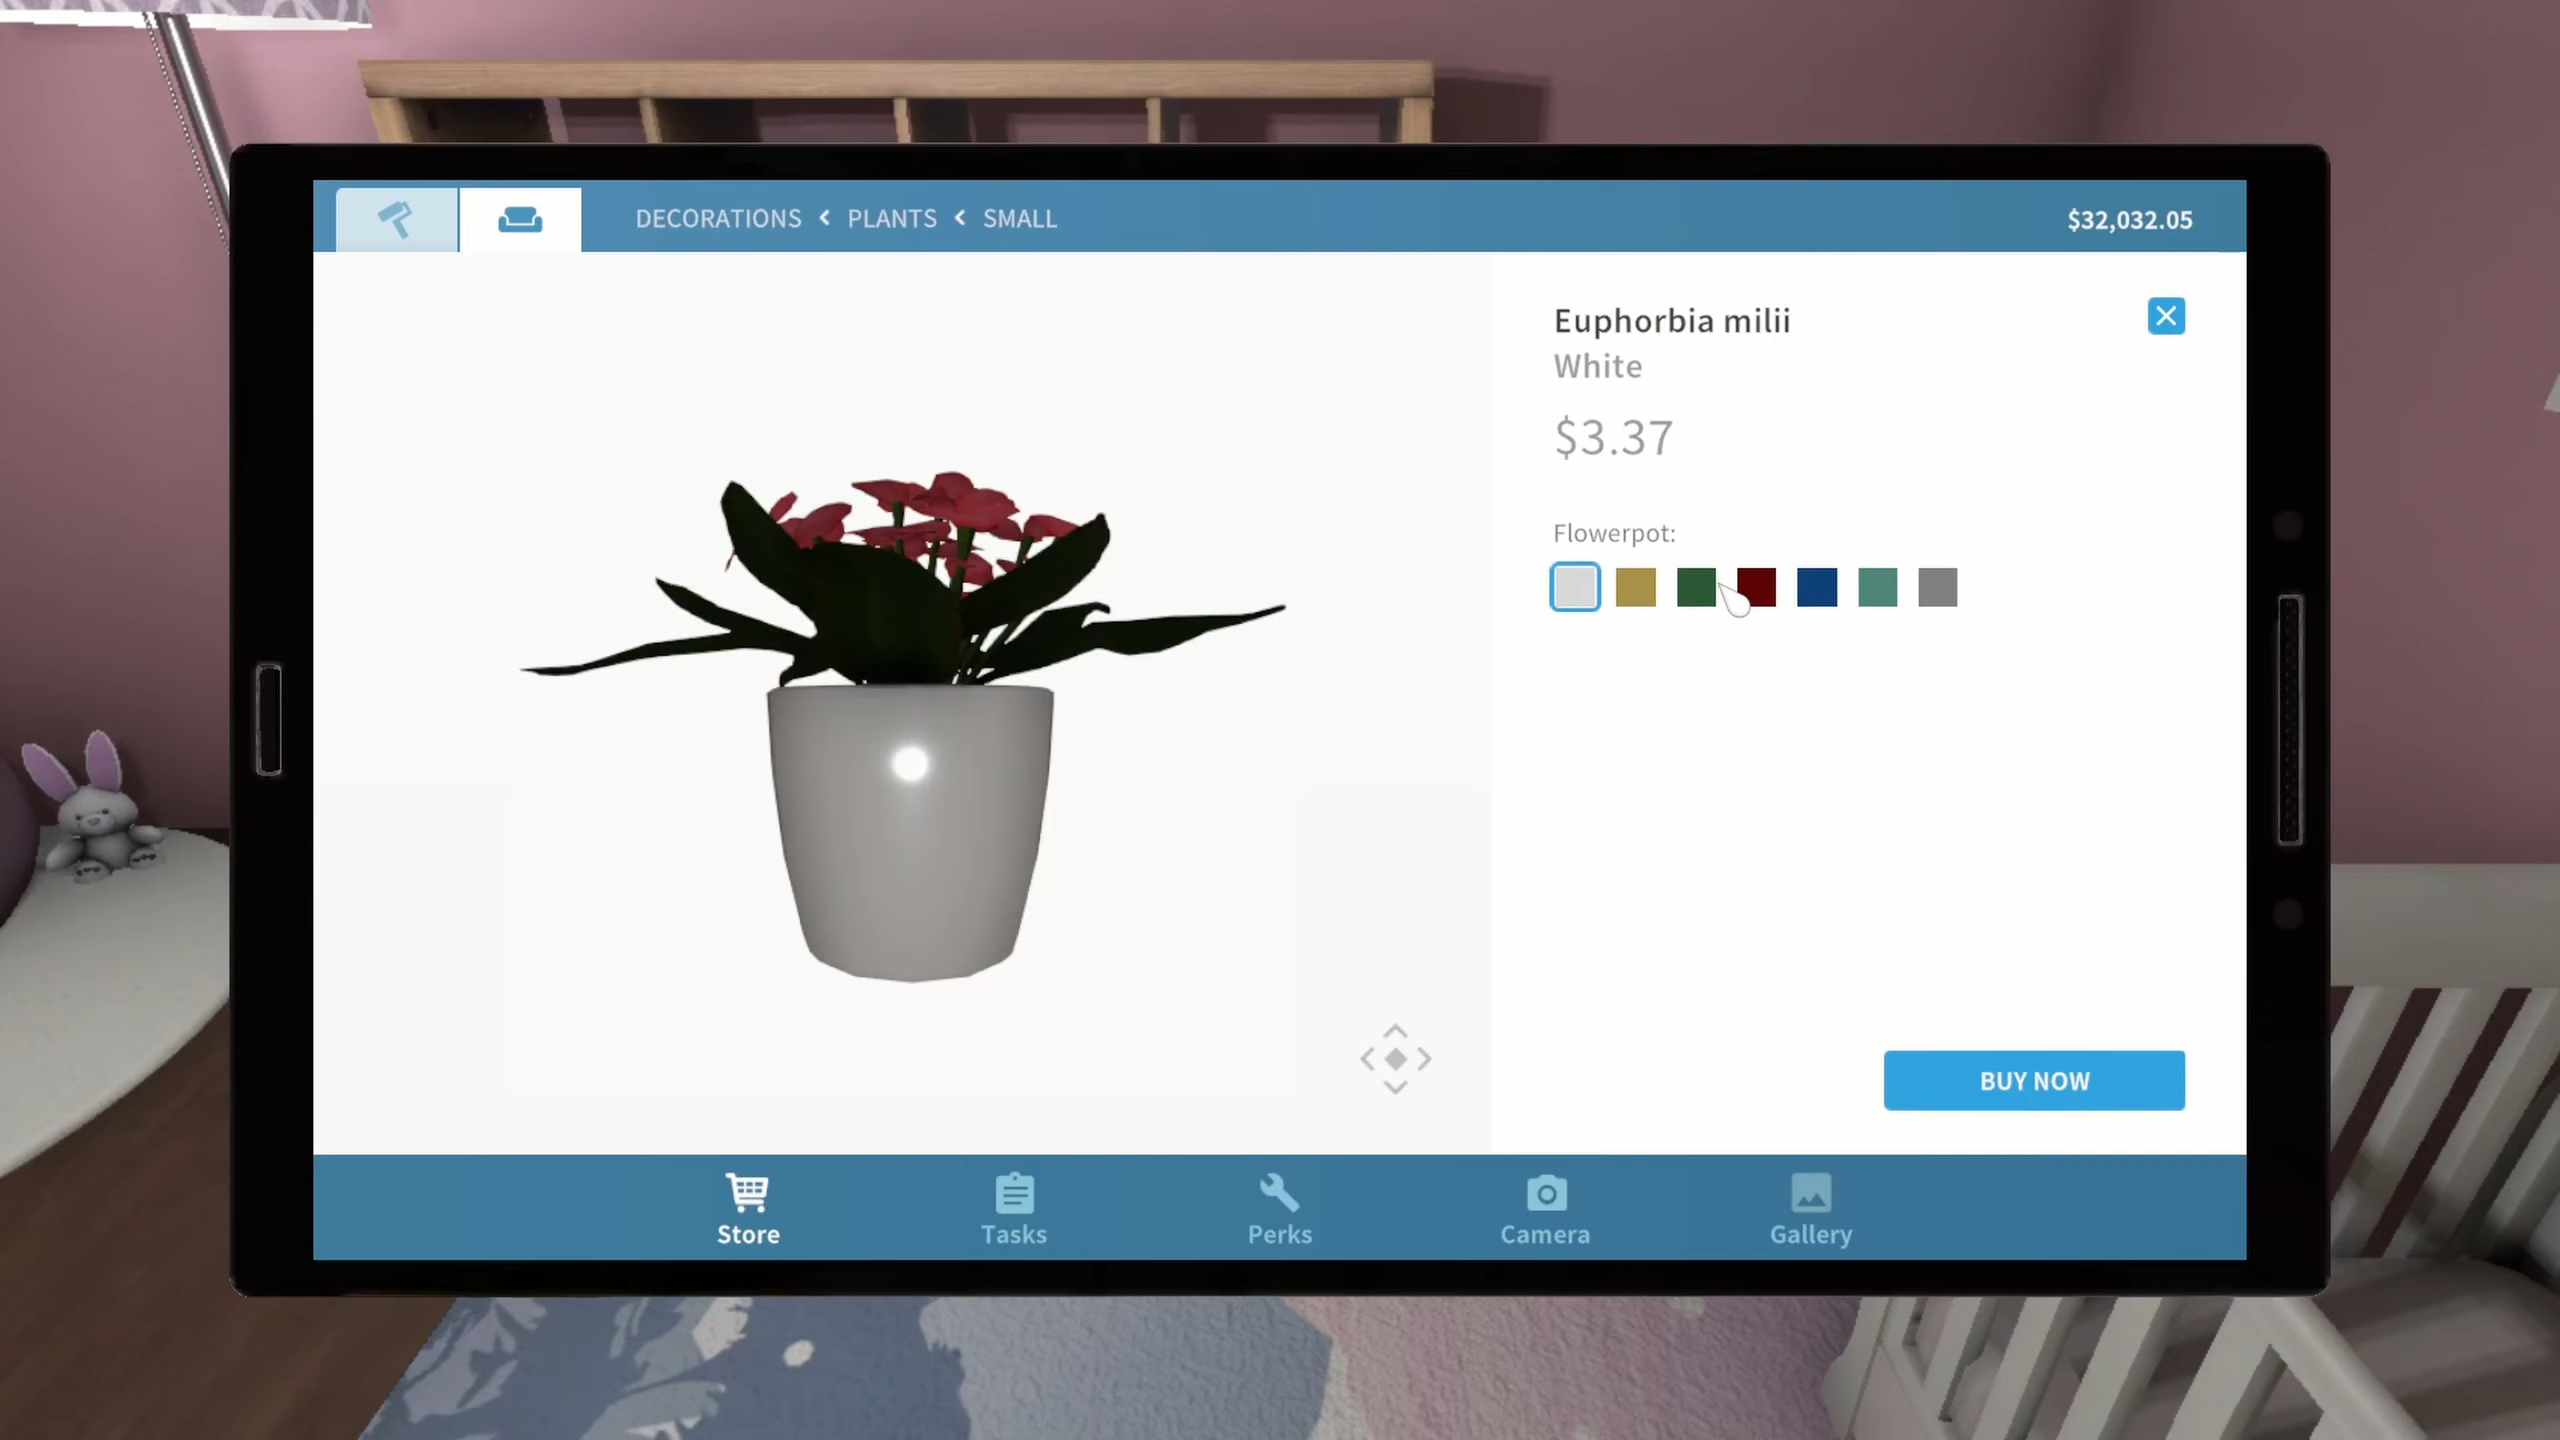 DECORATIONS < PLANTS < SMALL
$32,032.05
Euphorbia milii
White
$3.37
Flowerpot:
BUY NOW
Store
Tasks
Perks
Camera
Gallery